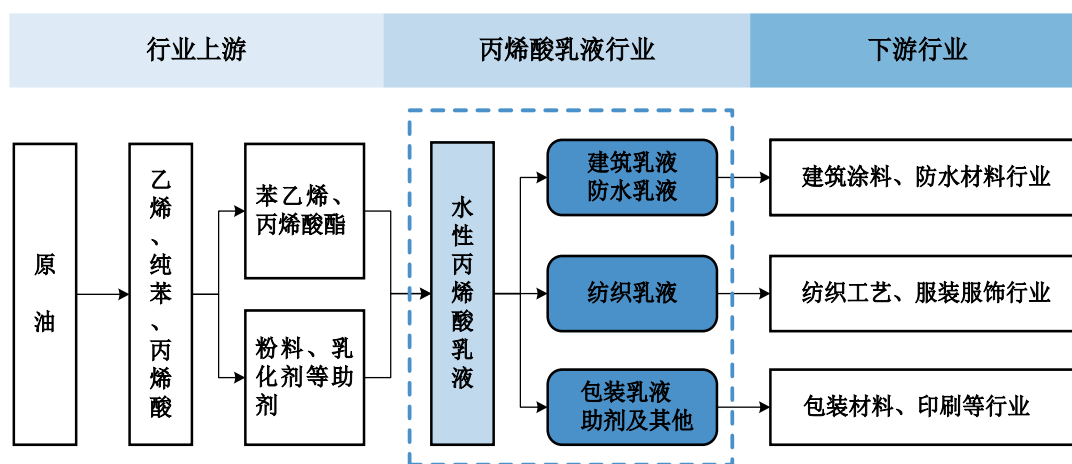 行业上游
丙烯酸乳液行业
下游行业
原油
乙烯、纯苯、丙烯酸
苯乙烯、
丙烯酸酯
粉料、乳
化剂等助
剂
水性丙烯酸乳液
建筑乳液
防水乳液
纺织乳液
包装乳液
助剂及其他
建筑涂料、防水材料行业
纺织工艺、服装服饰行业
包装材料、印刷等行业